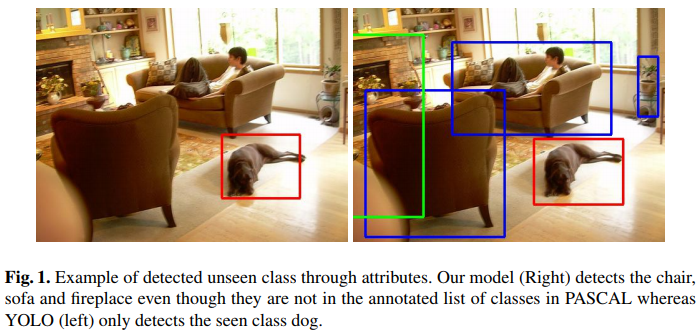 Fig. 1. Example of detected unseen class through attributes. Our model (Right) detects the chair,
sofa and fireplace even though they are not in the annotated list of classes in PASCAL whereas
YOLO (left) only detects the seen class dog.